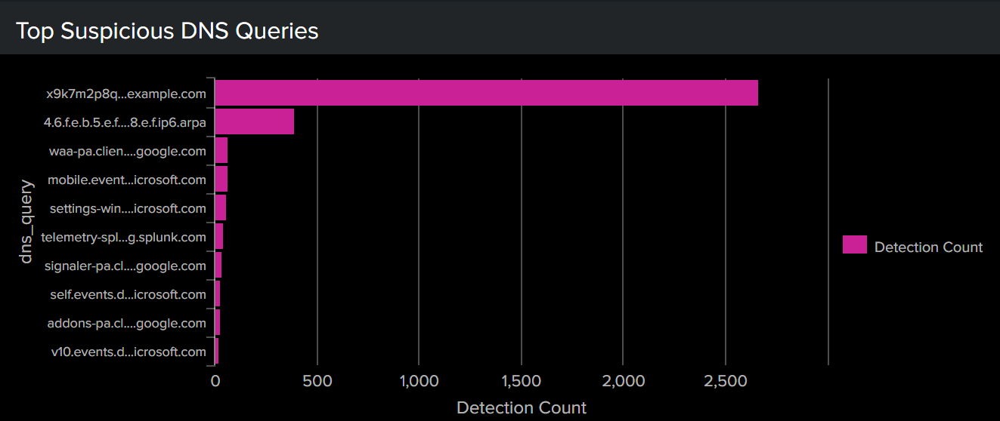 Top Suspicious DNS Queries
x9k7m2p8q...example.com
4.6.f.e.b.5.e.f....8.e.f.ip6.arpa
waa-pa.clien....google.com
mobile.event...icrosoft.com
settings-win....icrosoft.com
telemetry-spl...g.splunk.com
signaler-pa.cl....google.com
self.events.d...icrosoft.com
addons-pa.cl....google.com
v10.events.d...icrosoft.com
dns_query
0 500 1,000 1,500 2,000 2,500
Detection Count
Detection Count